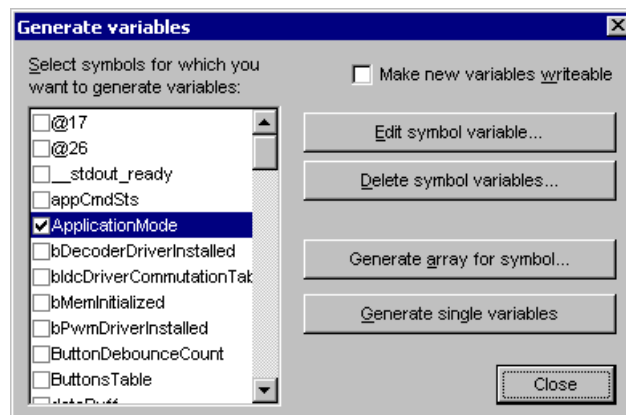 Generate variables
Select symbols for which you
want to generate variables:
@17
@26
__stdout_ready
appCmdSts
ApplicationMode
bDecoderDriverInstalled
bldcDriverCommutationTab
bMemInitialized
bPwmDriverInstalled
ButtonDebounceCount
ButtonsTable
Make new variables writeable
Edit symbol variable...
Delete symbol variables...
Generate array for symbol...
Generate single variables
Close